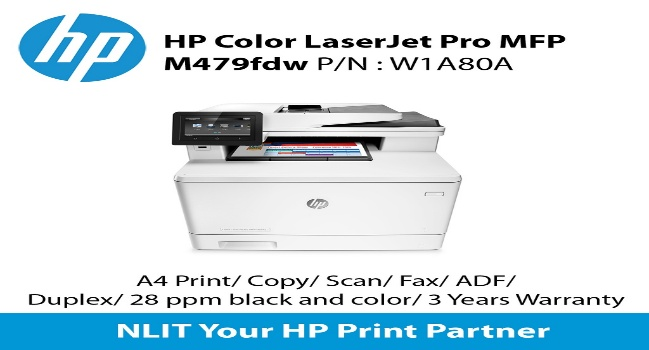 hp
HP Color LaserJet Pro MFP
M479fdw P/N : W1A80A
hp
A4 Print/ Copy/ Scan/ Fax/ ADF/
Duplex/ 28 ppm black and color/ 3 Years Warranty
NLIT Your HP Print Partner